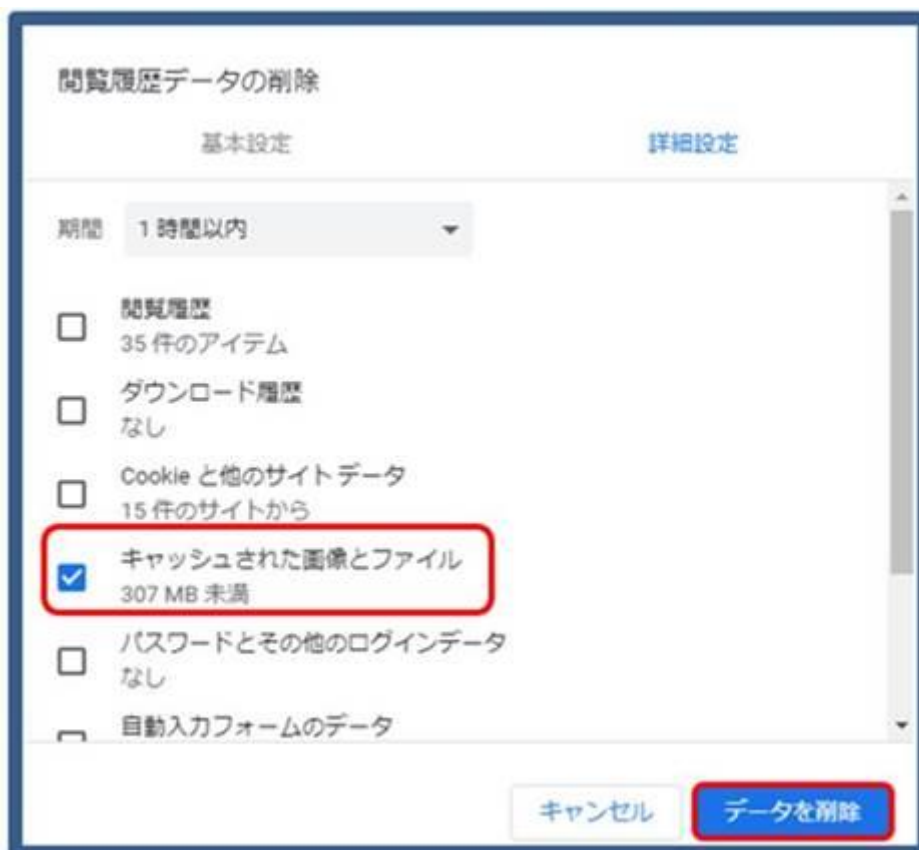 閲覧履歴データの削除
基本設定
詳細設定
期間
1 時間以内
閲覧履歴
35 件のアイテム
ダウンロード履歴
なし
Cookie と他のサイト データ
15 件のサイトから
キャッシュされた画像とファイル
307 MB 未満
パスワードとその他のログインデータ
なし
自動入力フォームのデータ
キャンセル
データを削除